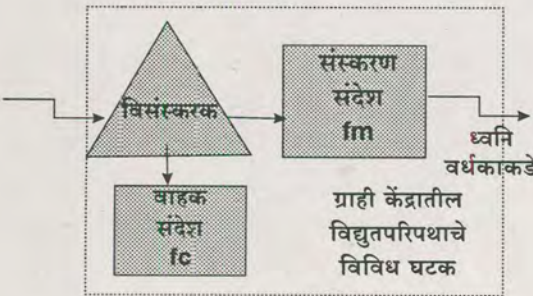 विसंस्करक
संस्करण
संदेश
fm
ध्वनि
वर्धकाकडे
वाहक
संदेश
fc
ग्राही केंद्रातील
विद्युतपरिपथाचे
विविध घटक